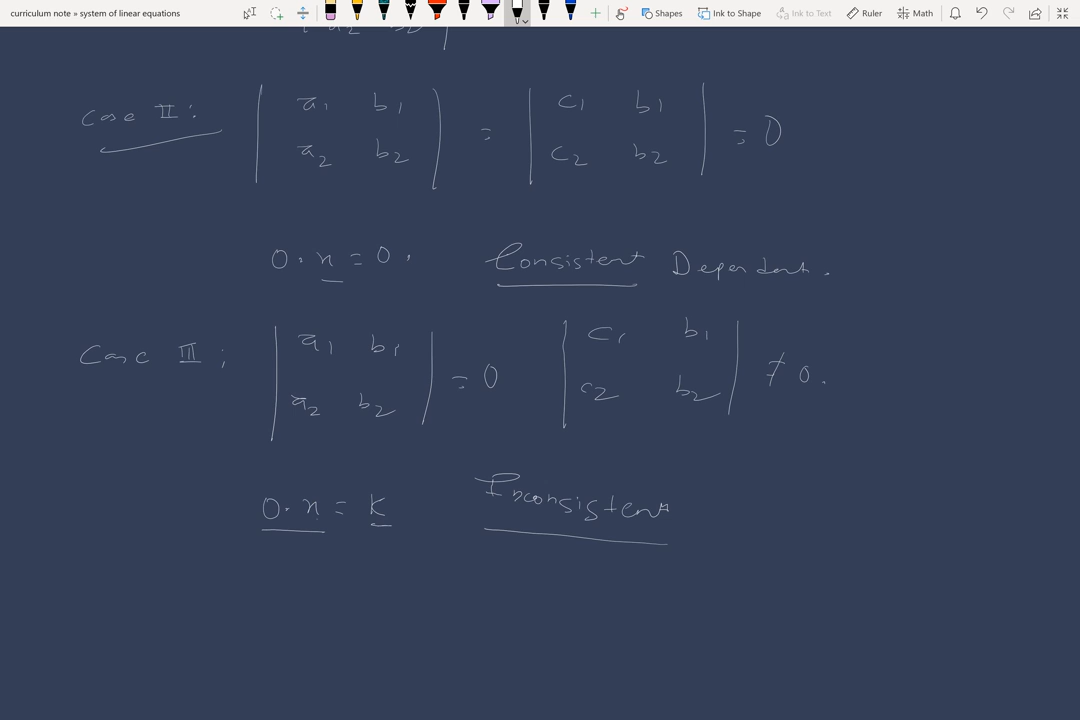 curriculum note » system of linear equations
Shapes Ink to Shape Ink to Text Ruler Math
a2 b2
Case II: | a1 b1 | = | c1 b1 | = 0
| a2 b2 | | c2 b2 |
0 · x = 0 . Consistent Dependent.
Case III: | a1 b1 | = 0 | c1 b1 | ≠ 0.
| a2 b2 | | c2 b2 |
0 · x = k Inconsistent